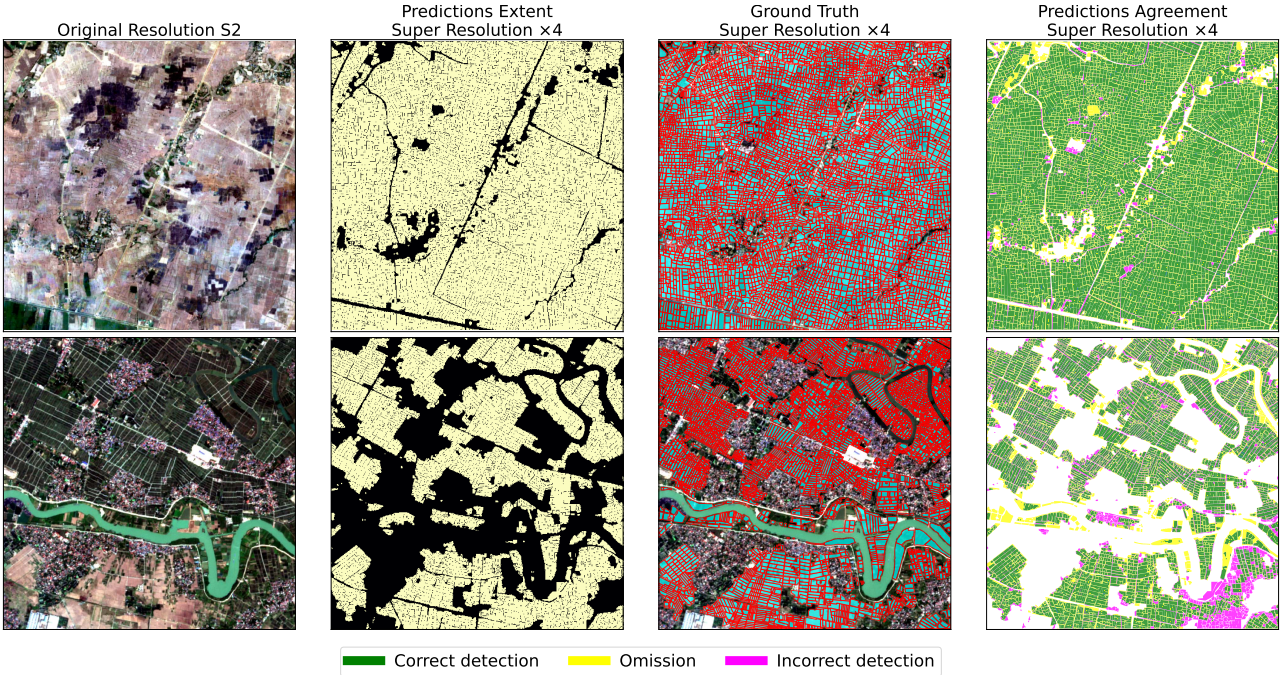 Original Resolution S2
Predictions Extent
Super Resolution ×4
Ground Truth
Super Resolution ×4
Predictions Agreement
Super Resolution ×4
Correct detection
Omission
Incorrect detection